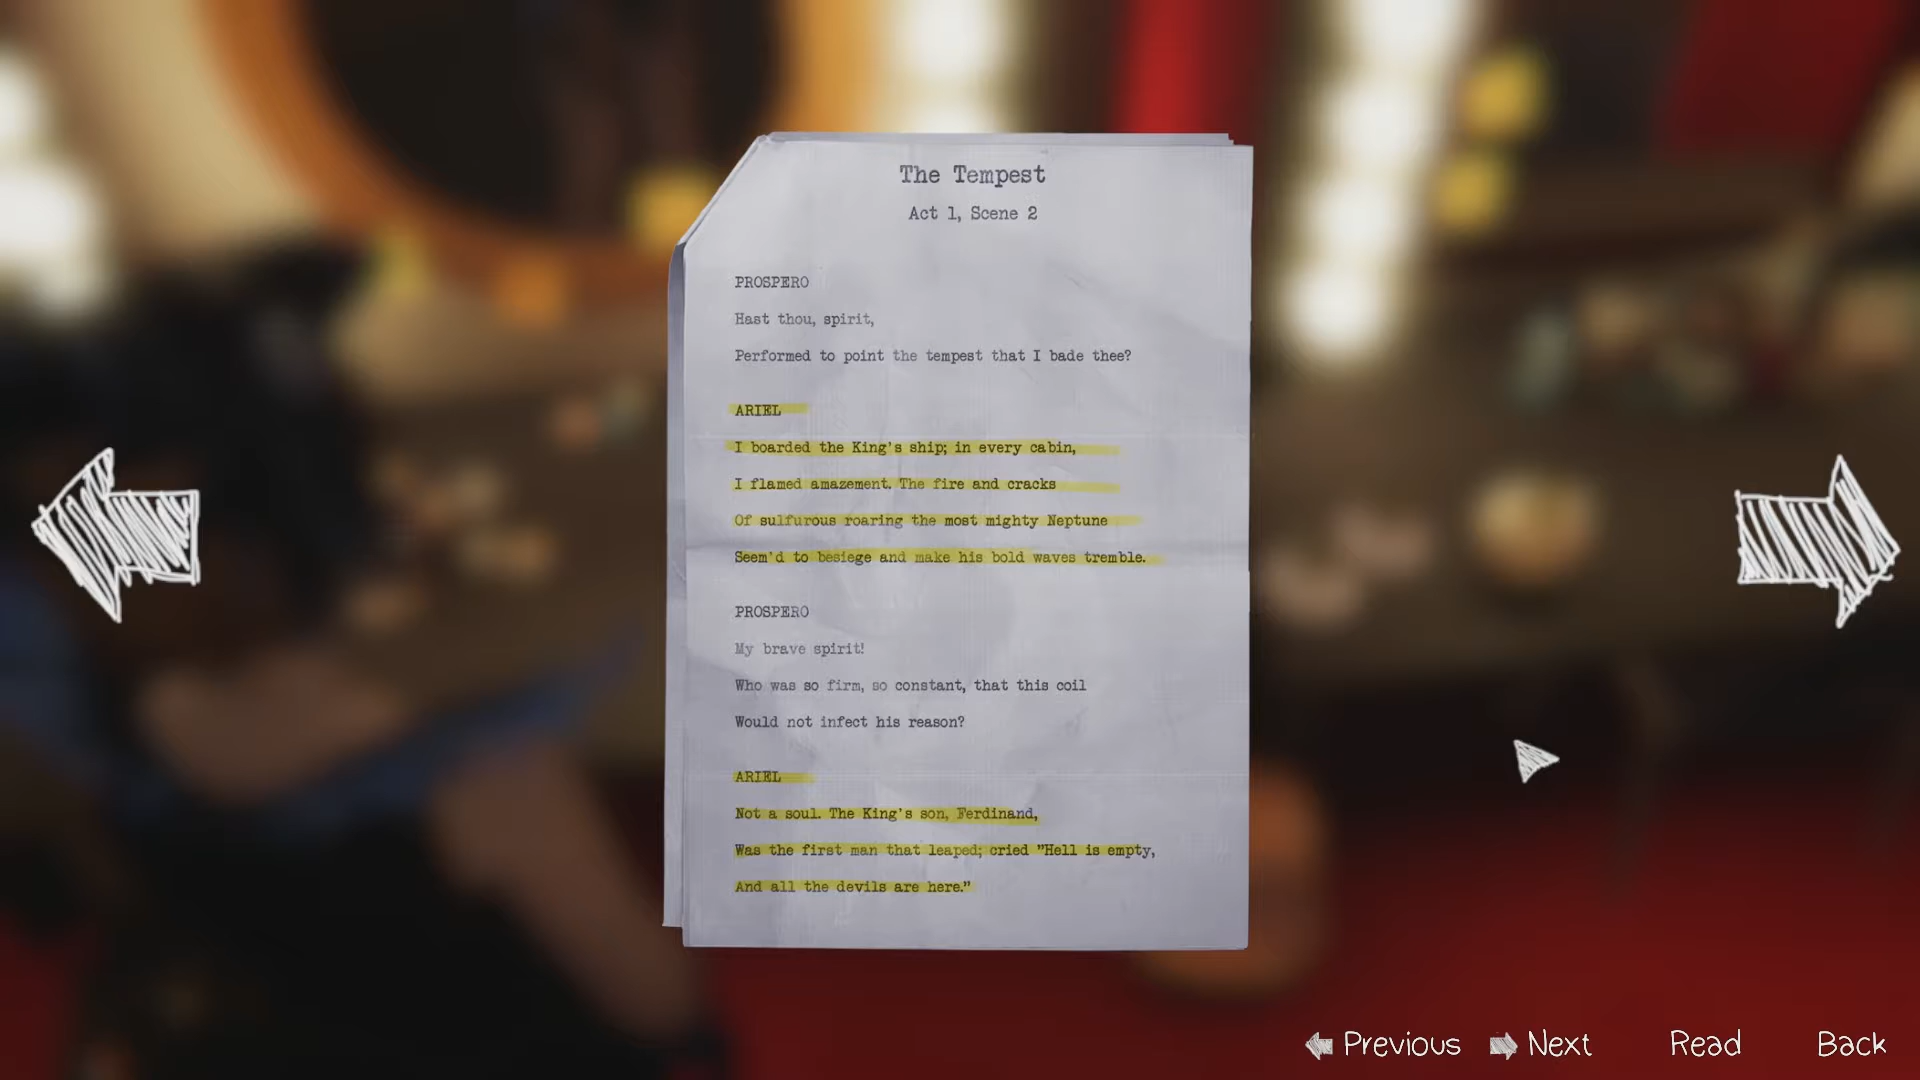 The Tempest
Act 1, Scene 2
PROSPERO
Hast thou, spirit,
Performed to point the tempest that I bade thee?
ARIEL
I boarded the King's ship; in every cabin,
I flamed amazement. The fire and cracks
Of sulfurous roaring the most mighty Neptune
Seem'd to besiege and make his bold waves tremble.
PROSPERO
My brave spirit!
Who was so firm, so constant, that this coil
Would not infect his reason?
ARIEL
Not a soul. The King's son, Ferdinand,
Was the first man that leaped; cried "Hell is empty,
And all the devils are here."
Previous Next Read Back